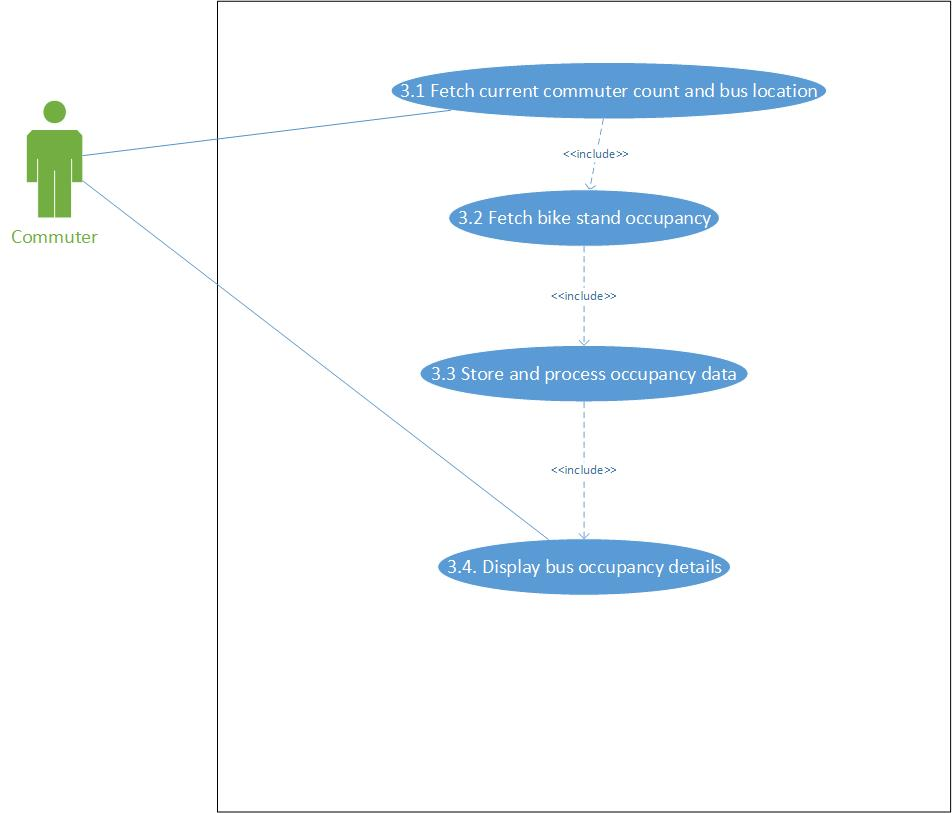 3.1 Fetch current commuter count and bus location
<<include>>
3.2 Fetch bike stand occupancy
Commuter
<<include>>
3.3 Store and process occupancy data
<<include>>
3.4. Display bus occupancy details